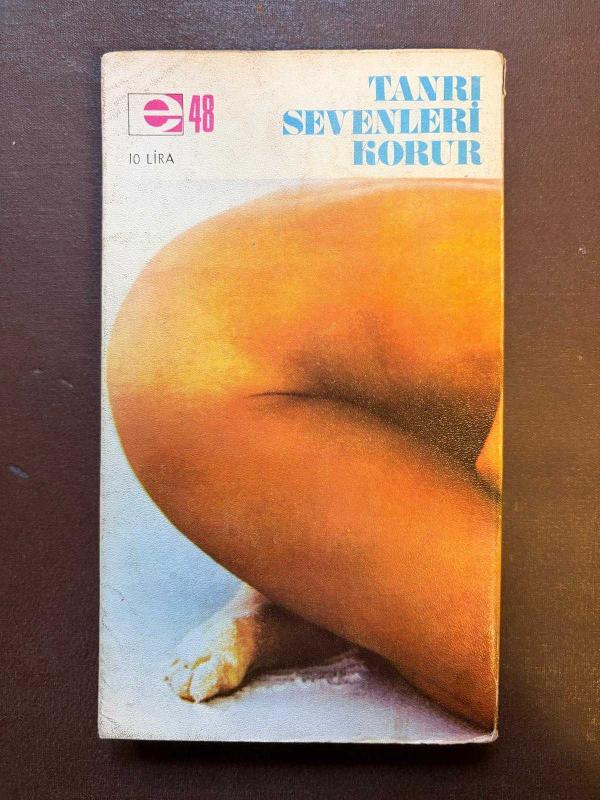 e 48
10 LİRA
TANRI
SEVENLERİ
KORUR